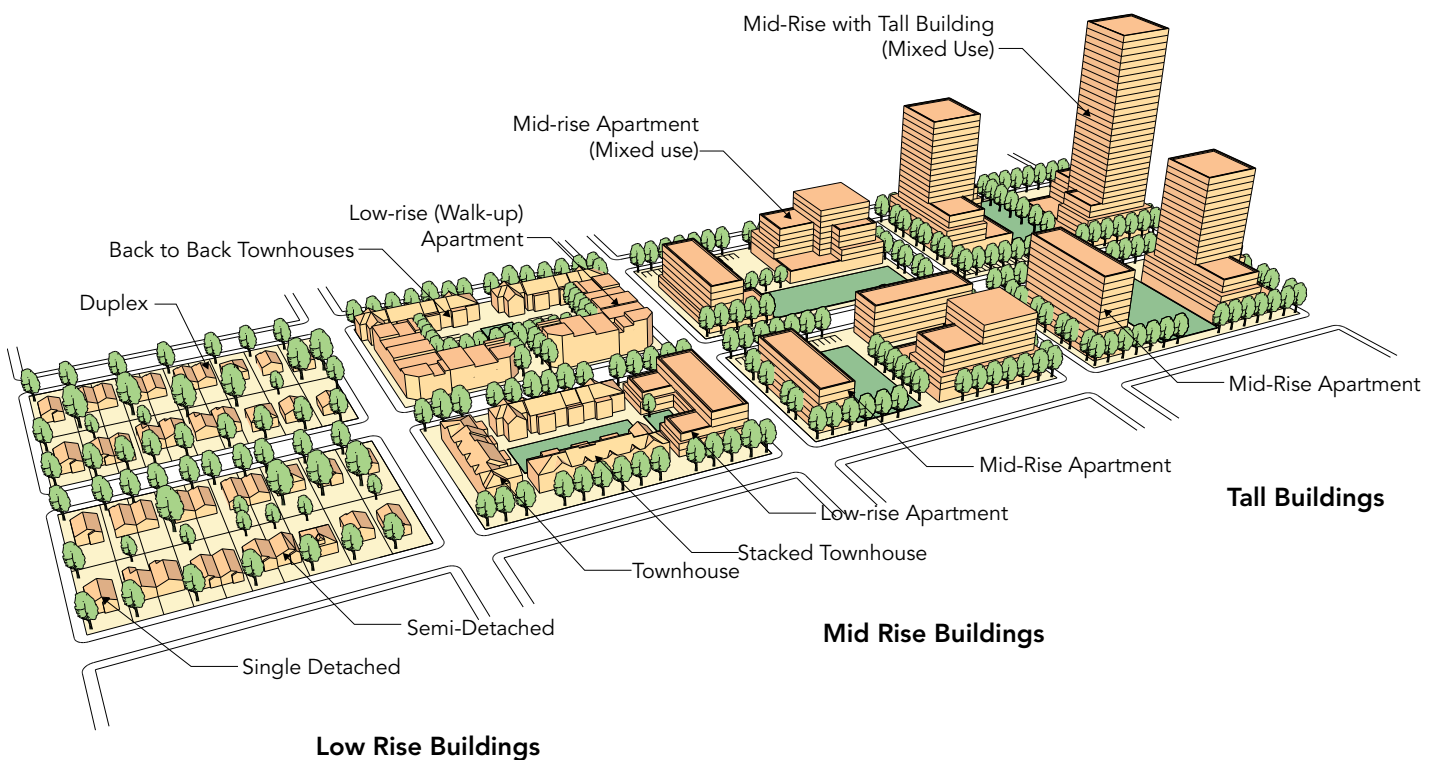 Mid-Rise with Tall Building
(Mixed Use)
Mid-rise Apartment
(Mixed use)
Low-rise (Walk-up)
Apartment
Back to Back Townhouses
Duplex
Mid-Rise Apartment
Mid-Rise Apartment
Tall Buildings
Low-rise Apartment
Stacked Townhouse
Townhouse
Semi-Detached
Mid Rise Buildings
Single Detached
Low Rise Buildings